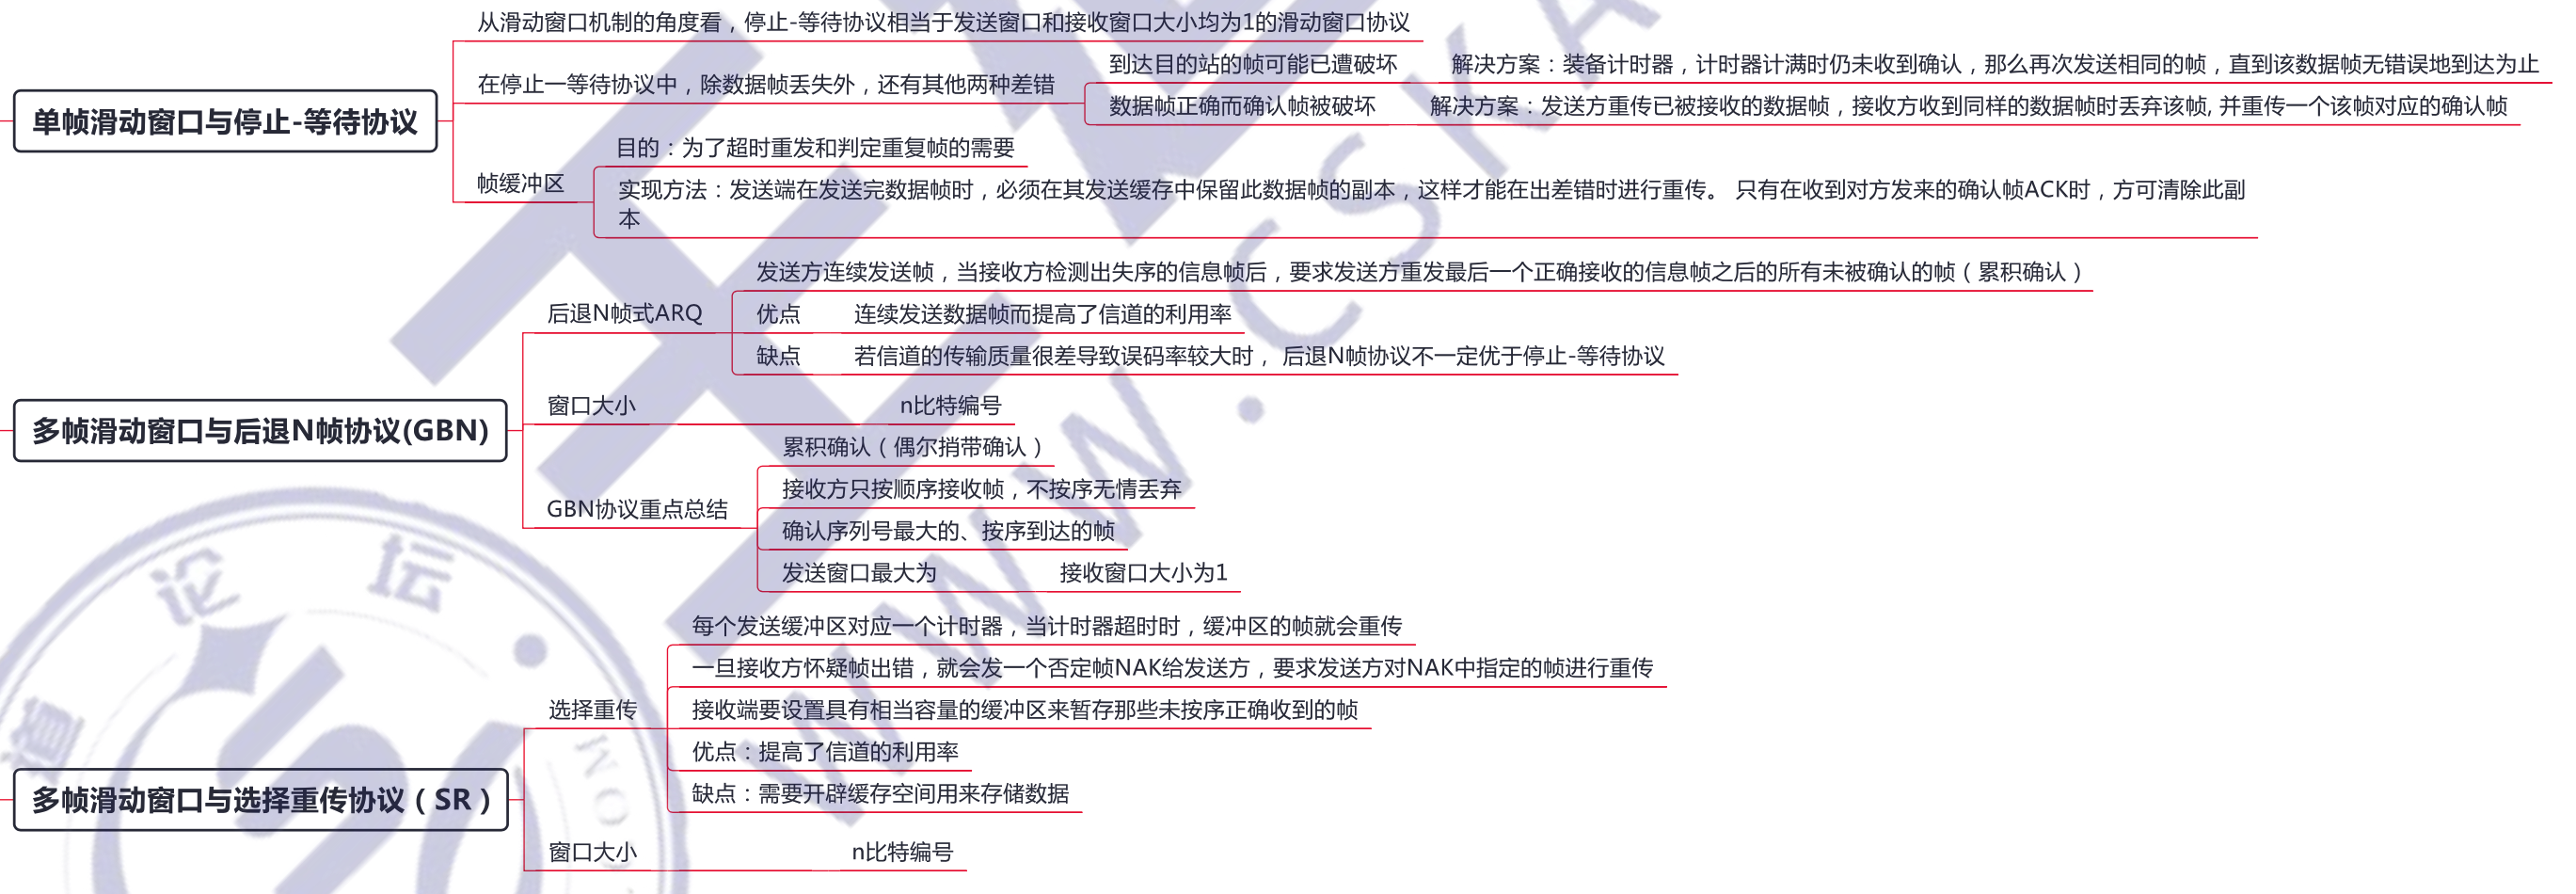 从滑动窗口机制的角度看，停止-等待协议相当于发送窗口和接收窗口大小均为1的滑动窗口协议
单帧滑动窗口与停止-等待协议
在停止一等待协议中，除数据帧丢失外，还有其他两种差错
到达目的站的帧可能已遭破坏
解决方案：装备计时器，计时器计满时仍未收到确认，那么再次发送相同的帧，直到该数据帧无错误地到达为止
数据帧正确而确认帧被破坏
解决方案：发送方重传已被接收的数据帧，接收方收到同样的数据帧时丢弃该帧, 并重传一个该帧对应的确认帧
帧缓冲区
目的：为了超时重发和判定重复帧的需要
实现方法：发送端在发送完数据帧时，必须在其发送缓存中保留此数据帧的副本，这样才能在出差错时进行重传。 只有在收到对方发来的确认帧ACK时，方可清除此副
本
多帧滑动窗口与后退N帧协议(GBN)
后退N帧式ARQ
发送方连续发送帧，当接收方检测出失序的信息帧后，要求发送方重发最后一个正确接收的信息帧之后的所有未被确认的帧（累积确认）
优点
连续发送数据帧而提高了信道的利用率
缺点
若信道的传输质量很差导致误码率较大时， 后退N帧协议不一定优于停止-等待协议
窗口大小
n比特编号
GBN协议重点总结
累积确认（偶尔捎带确认）
接收方只按顺序接收帧，不按序无情丢弃
确认序列号最大的、按序到达的帧
发送窗口最大为
接收窗口大小为1
多帧滑动窗口与选择重传协议（SR）
选择重传
每个发送缓冲区对应一个计时器，当计时器超时时，缓冲区的帧就会重传
一旦接收方怀疑帧出错，就会发一个否定帧NAK给发送方，要求发送方对NAK中指定的帧进行重传
接收端要设置具有相当容量的缓冲区来暂存那些未按序正确收到的帧
优点：提高了信道的利用率
缺点：需要开辟缓存空间用来存储数据
窗口大小
n比特编号
道论坛
WWW.CSKA